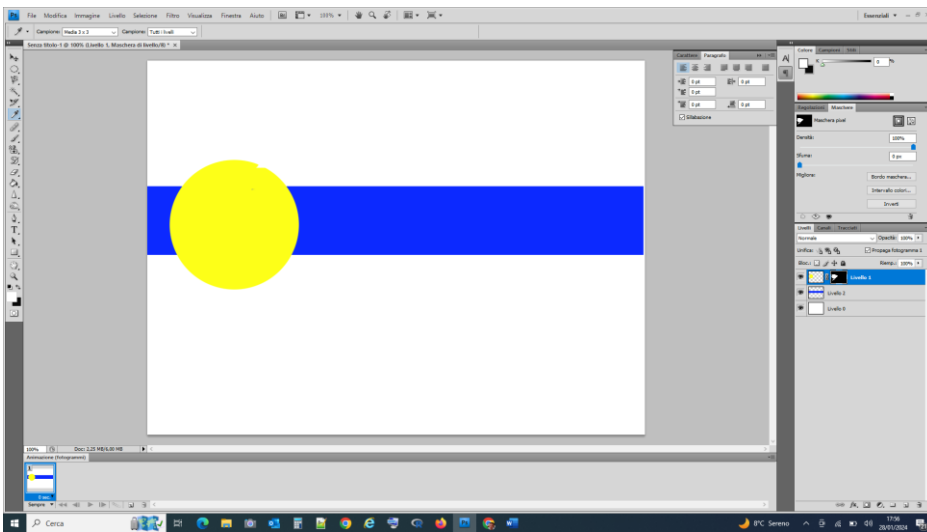 Ps File Modifica Immagine Livello Selezione Filtro Visualizza Finestra Aiuto 100% Essenziali
Campione: Media 3 x 3 Campione: Tutti i livelli
Senza titolo-1 @ 100% (Livello 1, Maschera di livello/8) * ×
Carattere Paragrafo
0 pt 0 pt
0 pt
0 pt 0 pt
Sillabazione
Colore Campioni Stili
K 0 %
Regolazioni Maschere
Maschera pixel
Densità: 100%
Sfuma: 0 px
Migliora: Bordo maschera...
Intervallo colori...
Inverti
Livelli Canali Tracciati
Normale Opacità: 100%
Unifica: Propaga fotogramma 1
Bloc.: Riemp.: 100%
Livello 1
Livello 2
Livello 0
100% Doc: 2,25 MB/6,00 MB
Animazione (fotogrammi)
1
0 sec.
Sempre
Cerca
8°C Sereno
17:56
28/01/2024